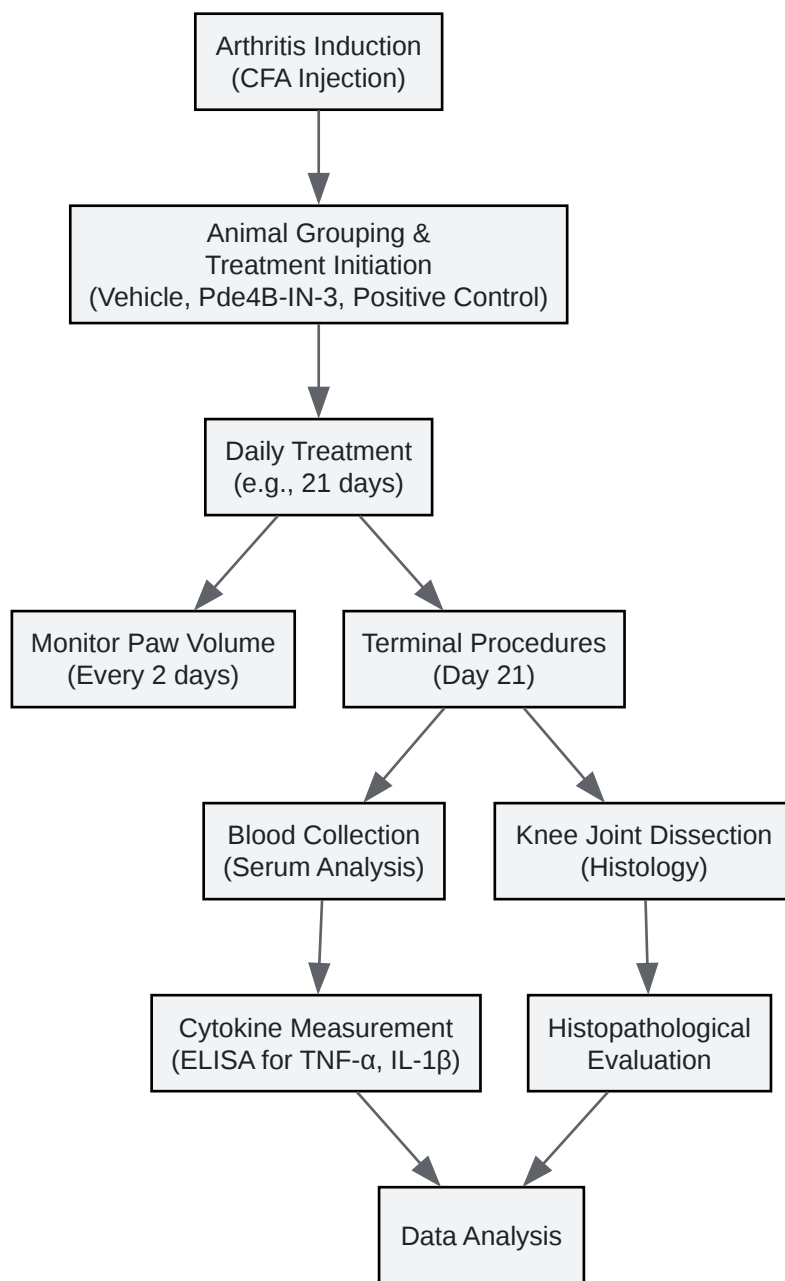 Arthritis Induction
(CFA Injection)
Animal Grouping &
Treatment Initiation
(Vehicle, Pde4B-IN-3, Positive Control)
Daily Treatment
(e.g., 21 days)
Monitor Paw Volume
(Every 2 days)
Terminal Procedures
(Day 21)
Blood Collection
(Serum Analysis)
Knee Joint Dissection
(Histology)
Cytokine Measurement
(ELISA for TNF-α, IL-1β)
Histopathological
Evaluation
Data Analysis